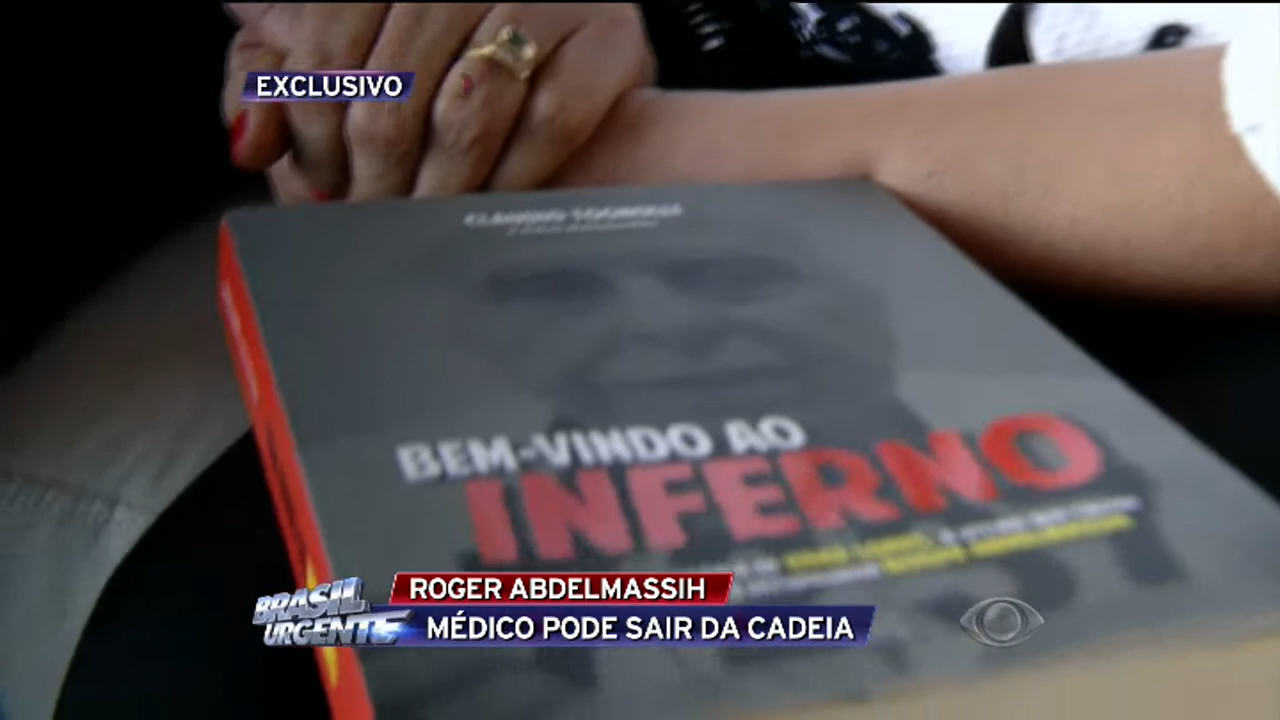 EXCLUSIVO
BEM-VINDO AO
INFERNO
ROGER ABDELMASSIH
BRASIL
URGENTE
MÉDICO PODE SAIR DA CADEIA